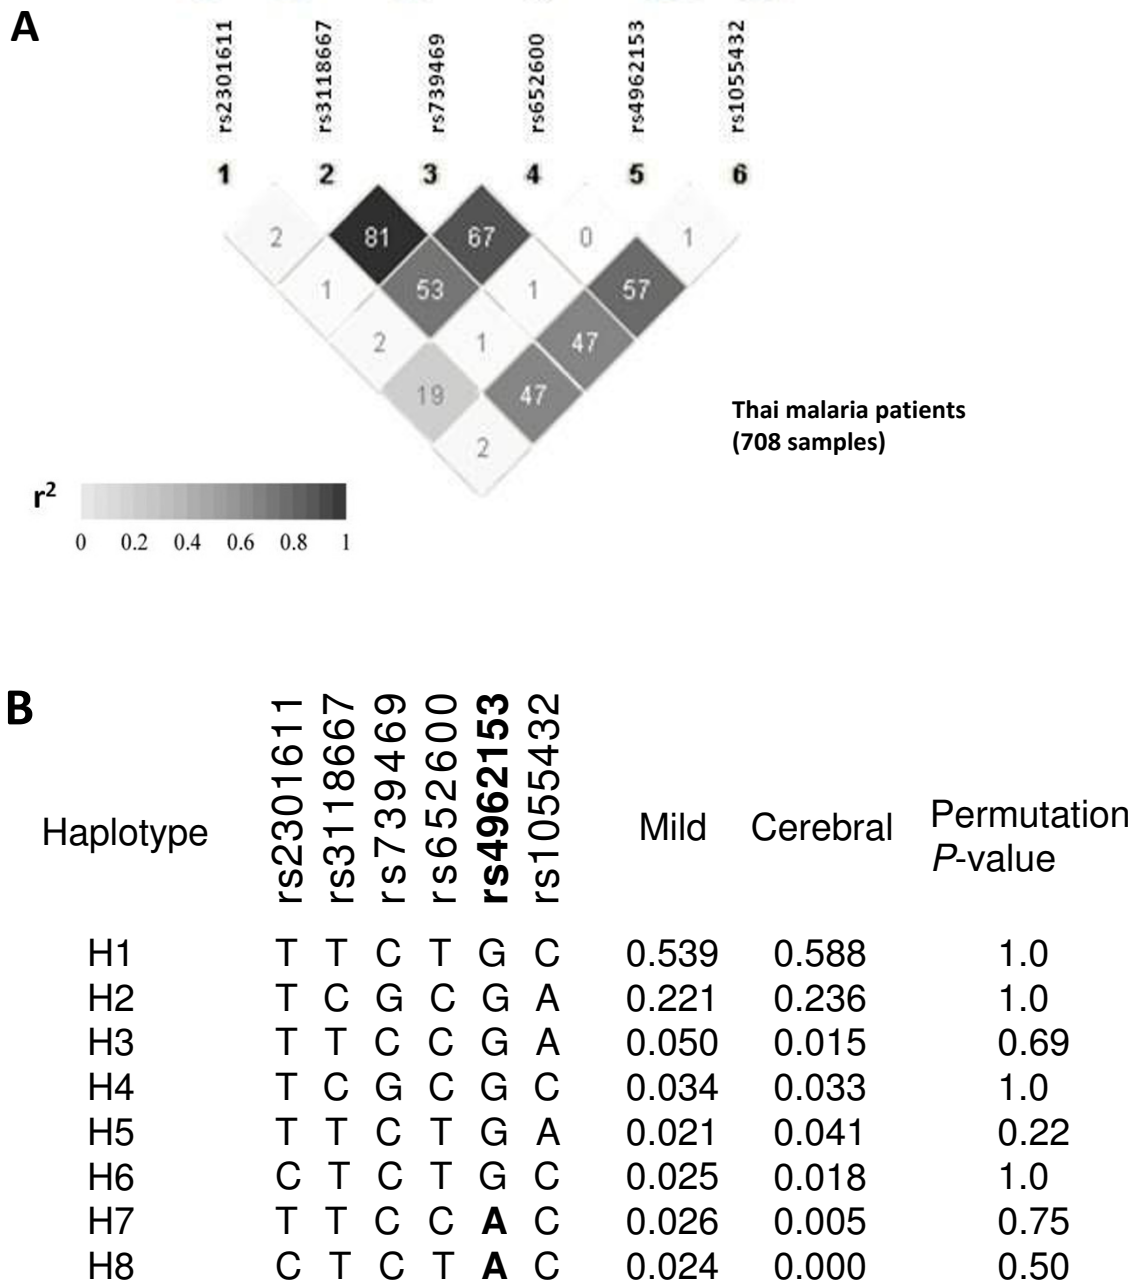 A
rs2301611 rs3118667 rs739469 rs652600 rs4962153 rs1055432
1 2 3 4 5 6
2 81 67 0 1
1 53 1 57
2 1 47
19 47
2
Thai malaria patients
(708 samples)
r²
0 0.2 0.4 0.6 0.8 1
B
Haplotype rs2301611 rs3118667 rs739469 rs652600 rs4962153 rs1055432 Mild Cerebral Permutation
P-value
H1 T T C T G C 0.539 0.588 1.0
H2 T C G C G A 0.221 0.236 1.0
H3 T T C C G A 0.050 0.015 0.69
H4 T C G C G C 0.034 0.033 1.0
H5 T T C T G A 0.021 0.041 0.22
H6 C T C T G C 0.025 0.018 1.0
H7 T T C C A C 0.026 0.005 0.75
H8 C T C T A C 0.024 0.000 0.50